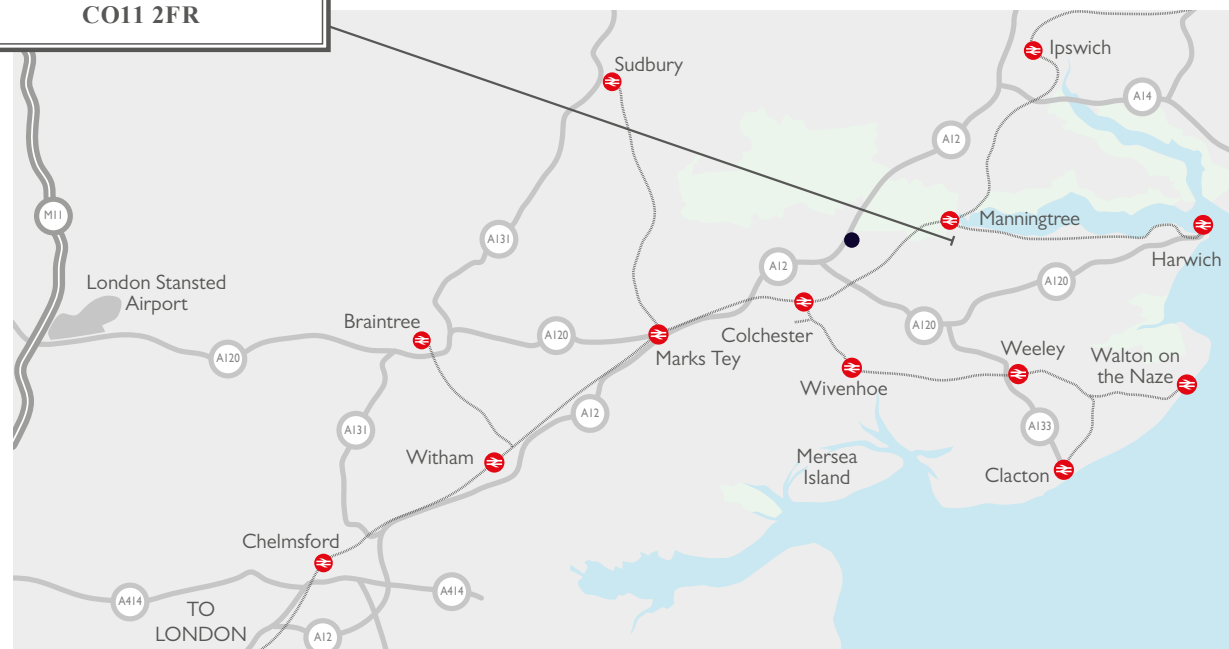 CO11 2FR
Ipswich
Sudbury
A14
A12
M11
Manningtree
A131
Harwich
A12
London Stansted
Airport
A120
Braintree
A120
Colchester
A120
A120
Marks Tey
Weeley
Walton on
the Naze
Wivenhoe
A12
A131
A133
Witham
Mersea
Island
Clacton
Chelmsford
A414
A414
TO
LONDON
A12